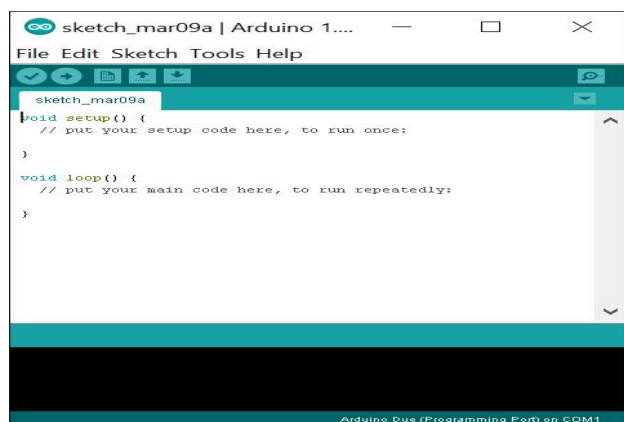 sketch_mar09a | Arduino 1....
File Edit Sketch Tools Help
sketch_mar09a
void setup() {
// put your setup code here, to run once:
}
void loop() {
// put your main code here, to run repeatedly:
}
Arduino Due (Programming Port) on COM1